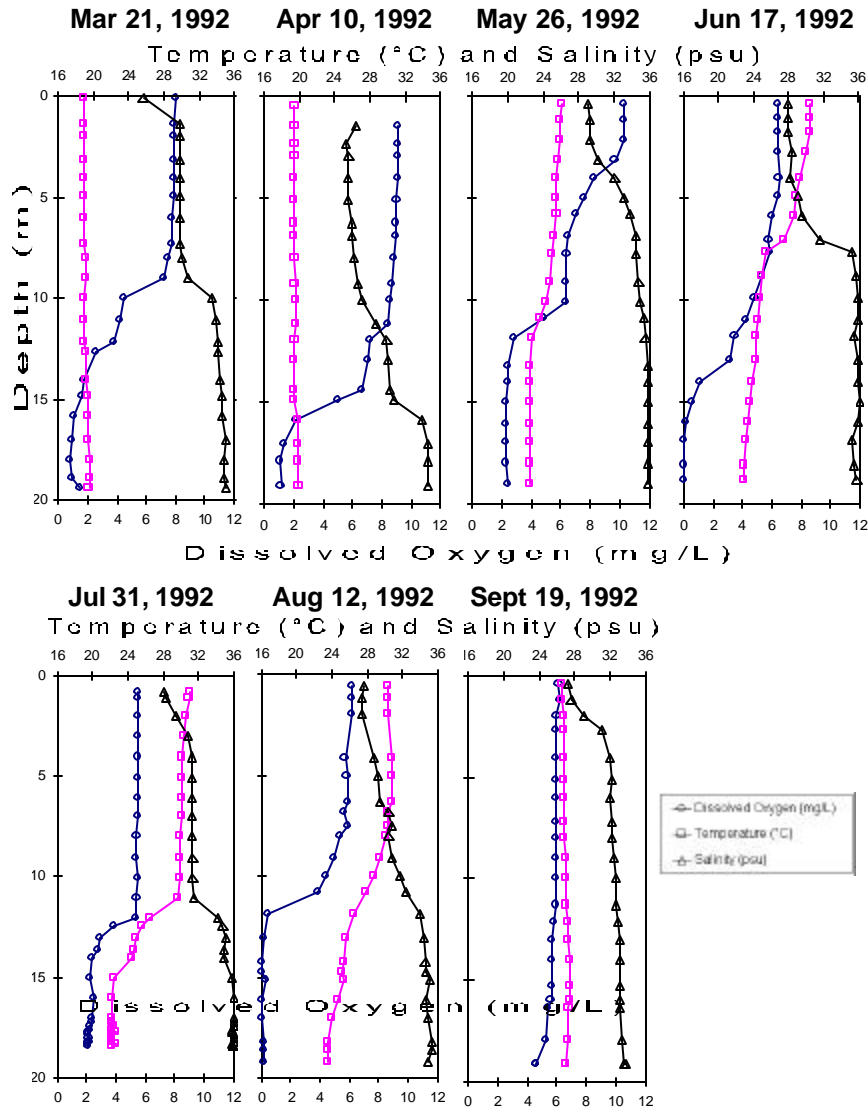 Mar 21, 1992 Apr 10, 1992 May 26, 1992 Jun 17, 1992
Temperature (°C) and Salinity (psu)
16 20 24 28 32 36 16 20 24 28 32 36 16 20 24 28 32 36 16 20 24 28 32 36
0
5
10
15
20
Depth (m)
0 2 4 6 8 10 12 0 2 4 6 8 10 12 0 2 4 6 8 10 12 0 2 4 6 8 10 12
Dissolved Oxygen (mg/L)
Jul 31, 1992 Aug 12, 1992 Sept 19, 1992
Temperature (°C) and Salinity (psu)
16 20 24 28 32 36 16 20 24 28 32 36 16 20 24 28 32 36
0
5
10
15
20
Dissolved Oxygen (mg/L)
0 2 4 6 8 10 12 0 2 4 6 8 10 12 0 2 4 6 8 10 12
Dissolved Oxygen (mg/L)
Temperature (°C)
Salinity (psu)